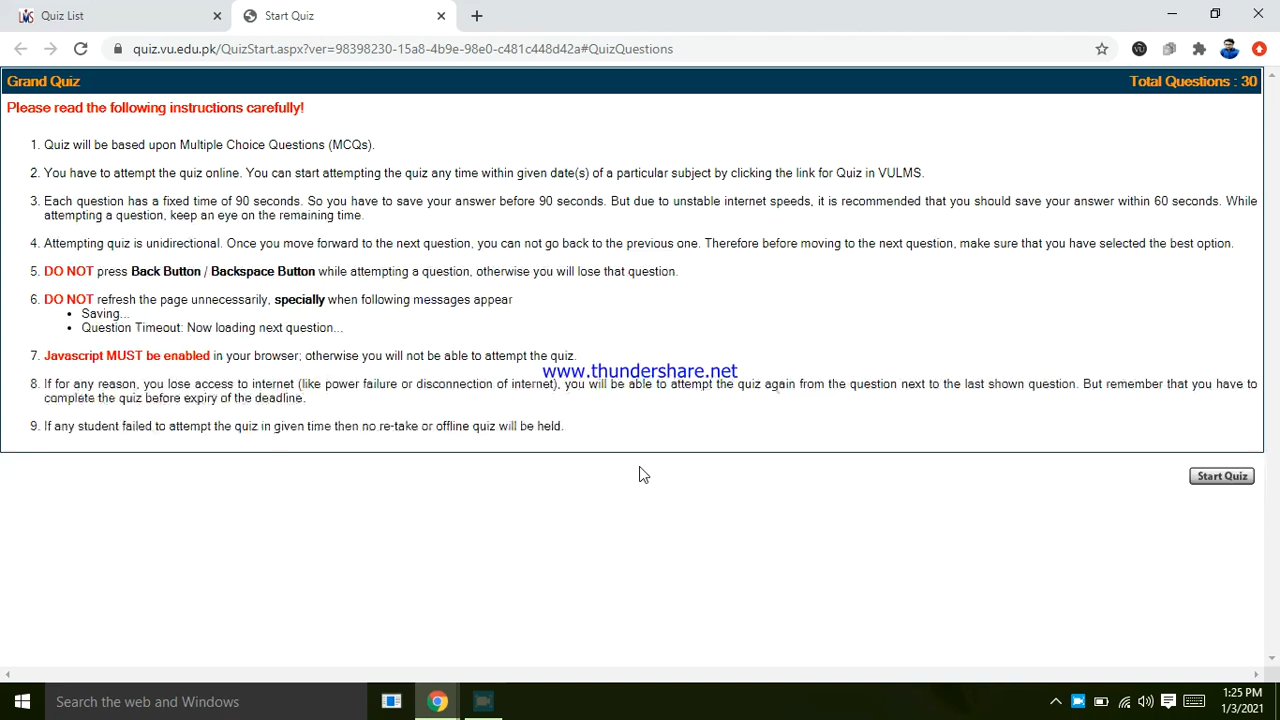 Quiz List
Start Quiz
quiz.vu.edu.pk/QuizStart.aspx?ver=98398230-15a8-4b9e-98e0-c481c448d42a#QuizQuestions
Grand Quiz
Total Questions : 30
Please read the following instructions carefully!
1. Quiz will be based upon Multiple Choice Questions (MCQs).
2. You have to attempt the quiz online. You can start attempting the quiz any time within given date(s) of a particular subject by clicking the link for Quiz in VULMS.
3. Each question has a fixed time of 90 seconds. So you have to save your answer before 90 seconds. But due to unstable internet speeds, it is recommended that you should save your answer within 60 seconds. While
attempting a question, keep an eye on the remaining time.
4. Attempting quiz is unidirectional. Once you move forward to the next question, you can not go back to the previous one. Therefore before moving to the next question, make sure that you have selected the best option.
5. DO NOT press Back Button / Backspace Button while attempting a question, otherwise you will lose that question.
6. DO NOT refresh the page unnecessarily, specially when following messages appear
• Saving...
• Question Timeout: Now loading next question...
7. Javascript MUST be enabled in your browser; otherwise you will not be able to attempt the quiz.
www.thundershare.net
8. If for any reason, you lose access to internet (like power failure or disconnection of internet), you will be able to attempt the quiz again from the question next to the last shown question. But remember that you have to
complete the quiz before expiry of the deadline.
9. If any student failed to attempt the quiz in given time then no re-take or offline quiz will be held.
Start Quiz
Search the web and Windows
1:25 PM
1/3/2021